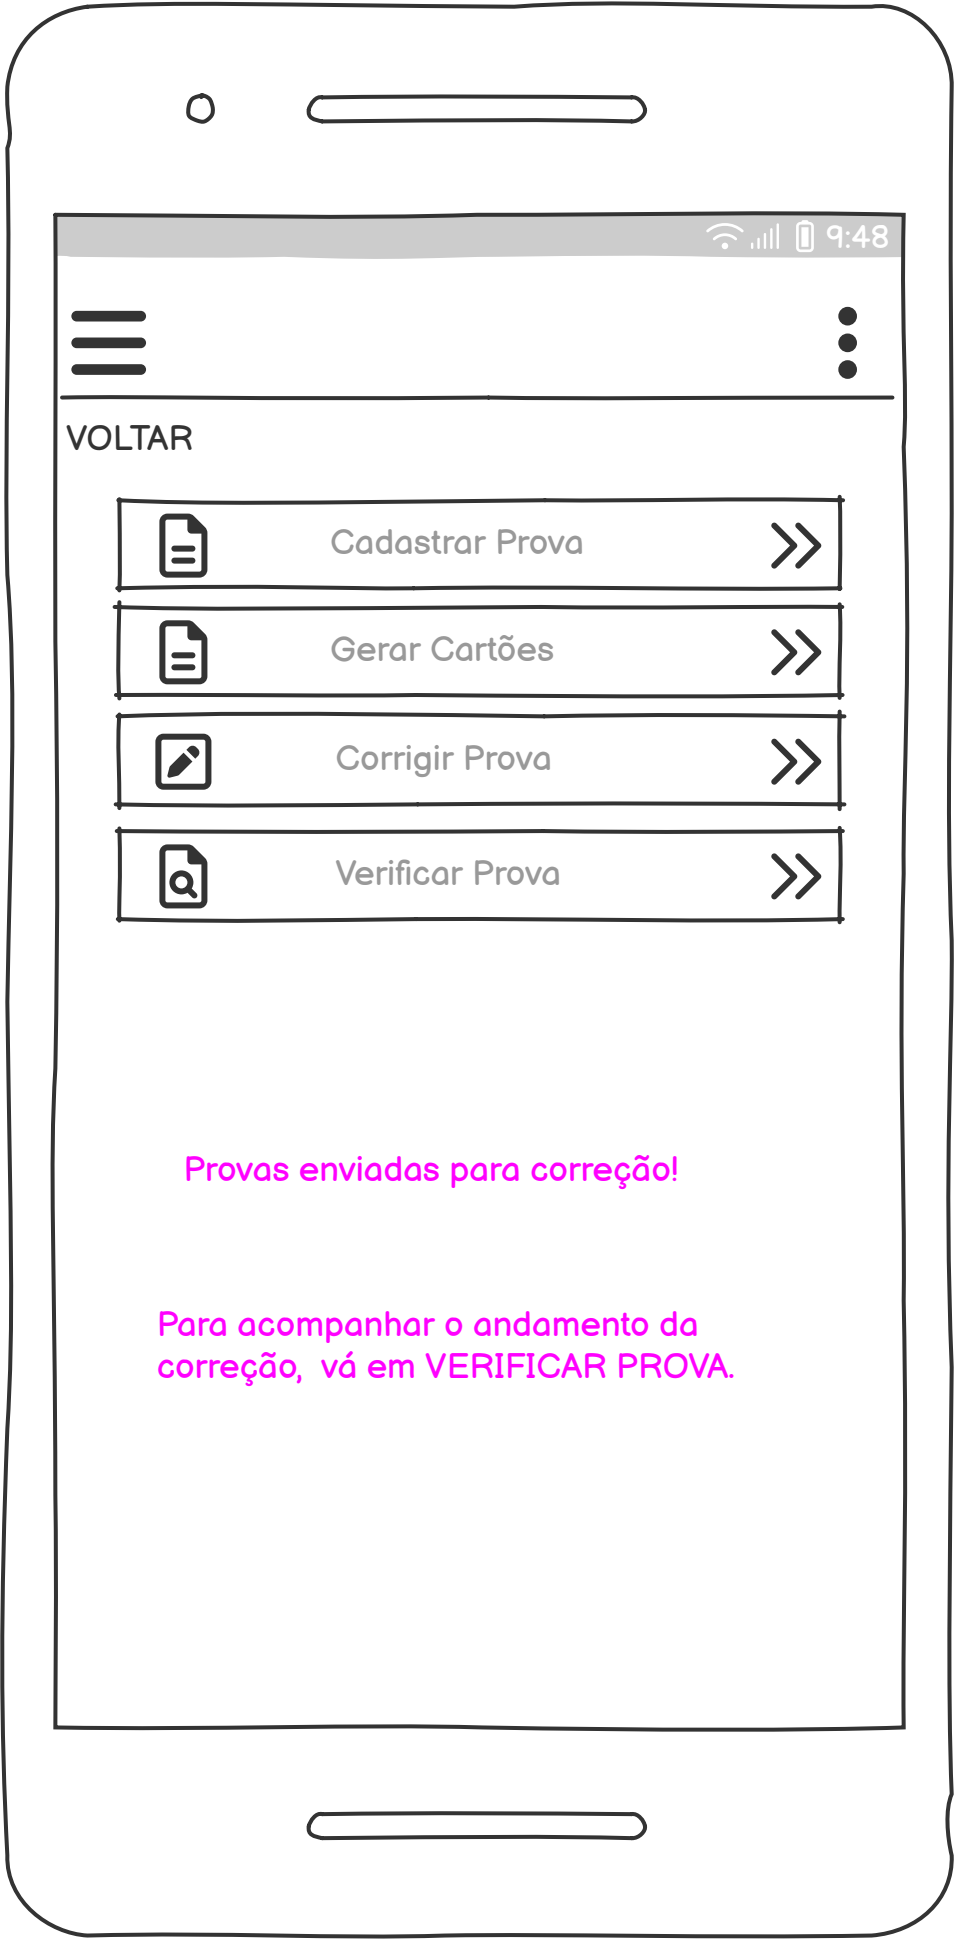 9:48
VOLTAR
Cadastrar Prova
Gerar Cartões
Corrigir Prova
Verificar Prova
Provas enviadas para correção!
Para acompanhar o andamento da
correção, vá em VERIFICAR PROVA.